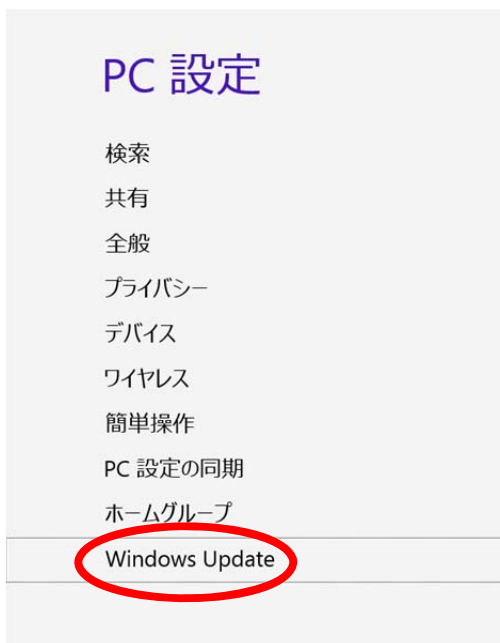 PC 設定
検索
共有
全般
プライバシー
デバイス
ワイヤレス
簡単操作
PC 設定の同期
ホームグループ
Windows Update